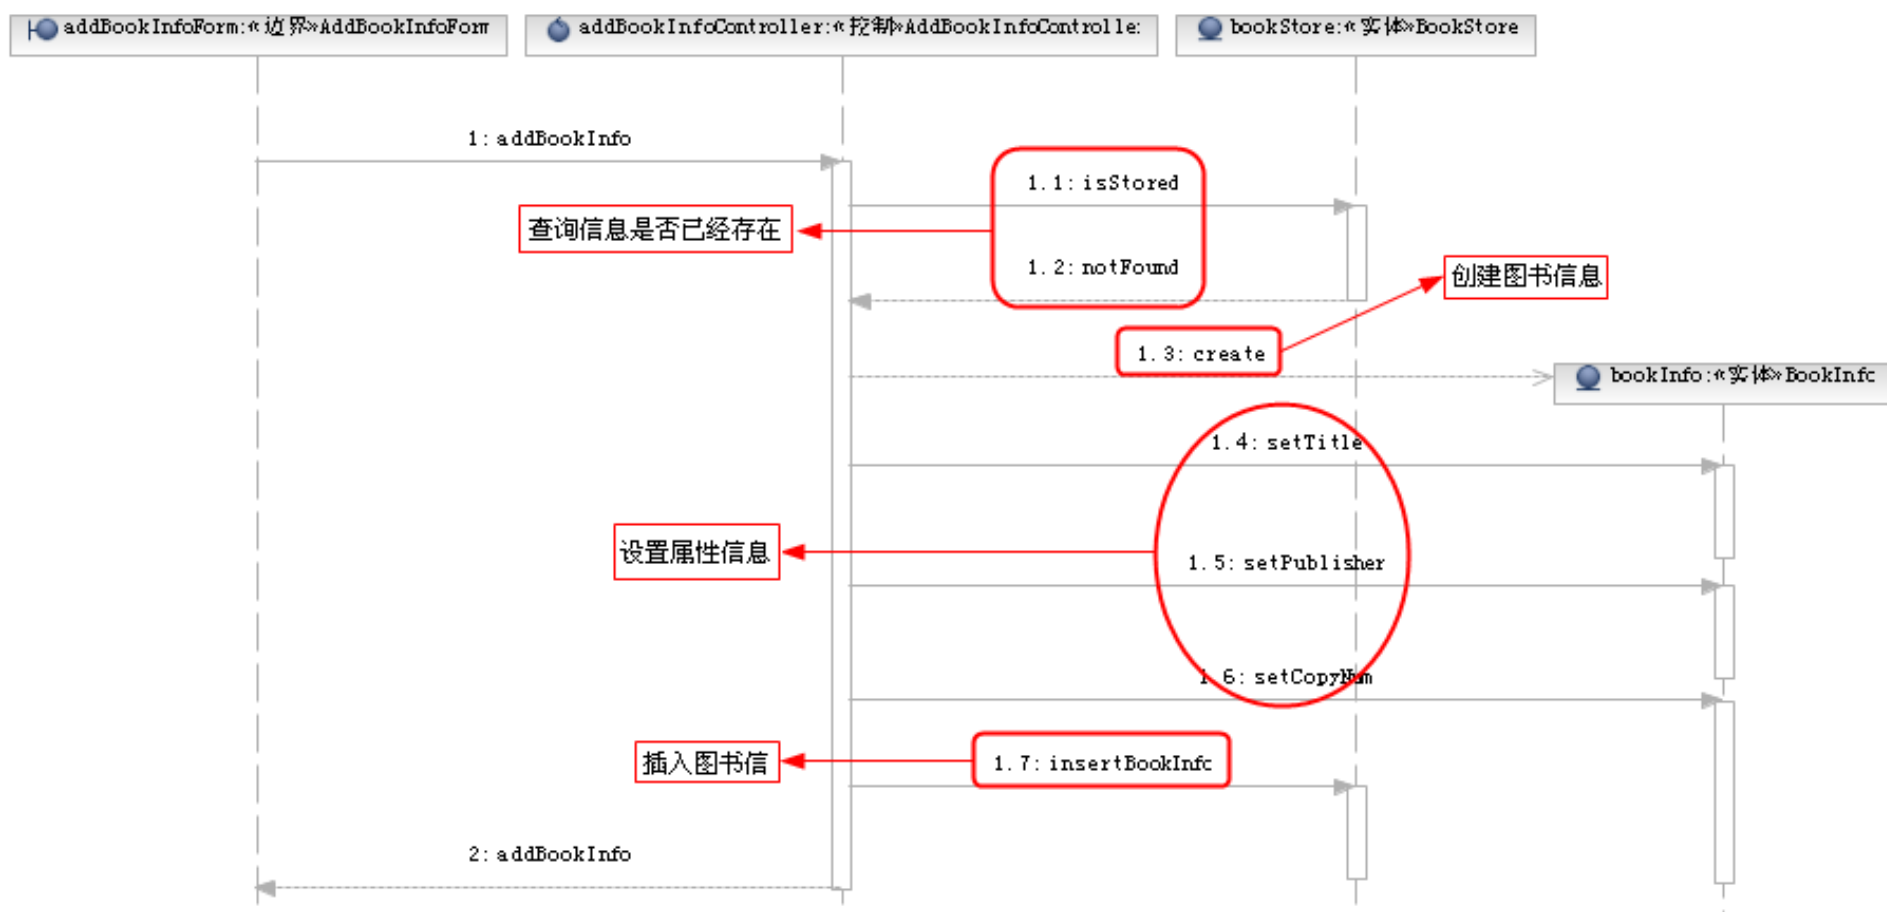 addBookInfoForm:«边界»AddBookInfoForm
addBookInfoController:«控制»AddBookInfoControlle:
bookStore:«实体»BookStore
1:addBookInfo
1.1:isStored
查询信息是否已经存在
1.2:notFound
创建图书信息
1.3:create
bookInfo:«实体»BookInfc
1.4:setTitle
设置属性信息
1.5:setPublisher
1.6:setCopyNum
插入图书信
1.7:insertBookInfc
2:addBookInfo